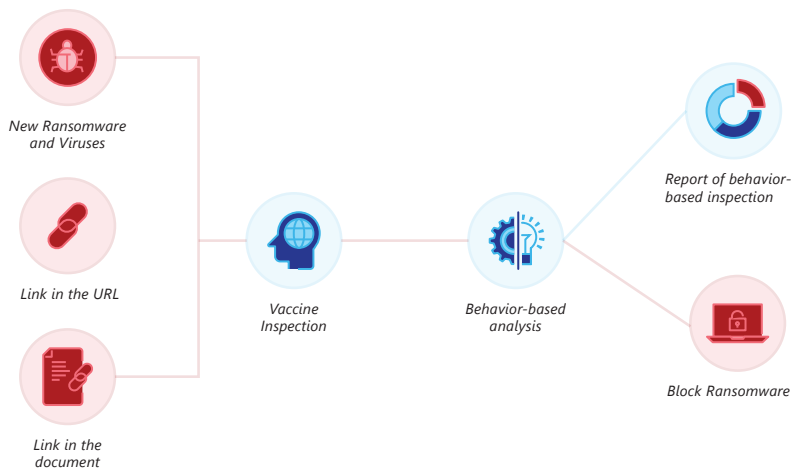 New Ransomware
and Viruses
Link in the URL
Link in the
document
Vaccine
Inspection
Behavior-based
analysis
Report of behavior-
based inspection
Block Ransomware